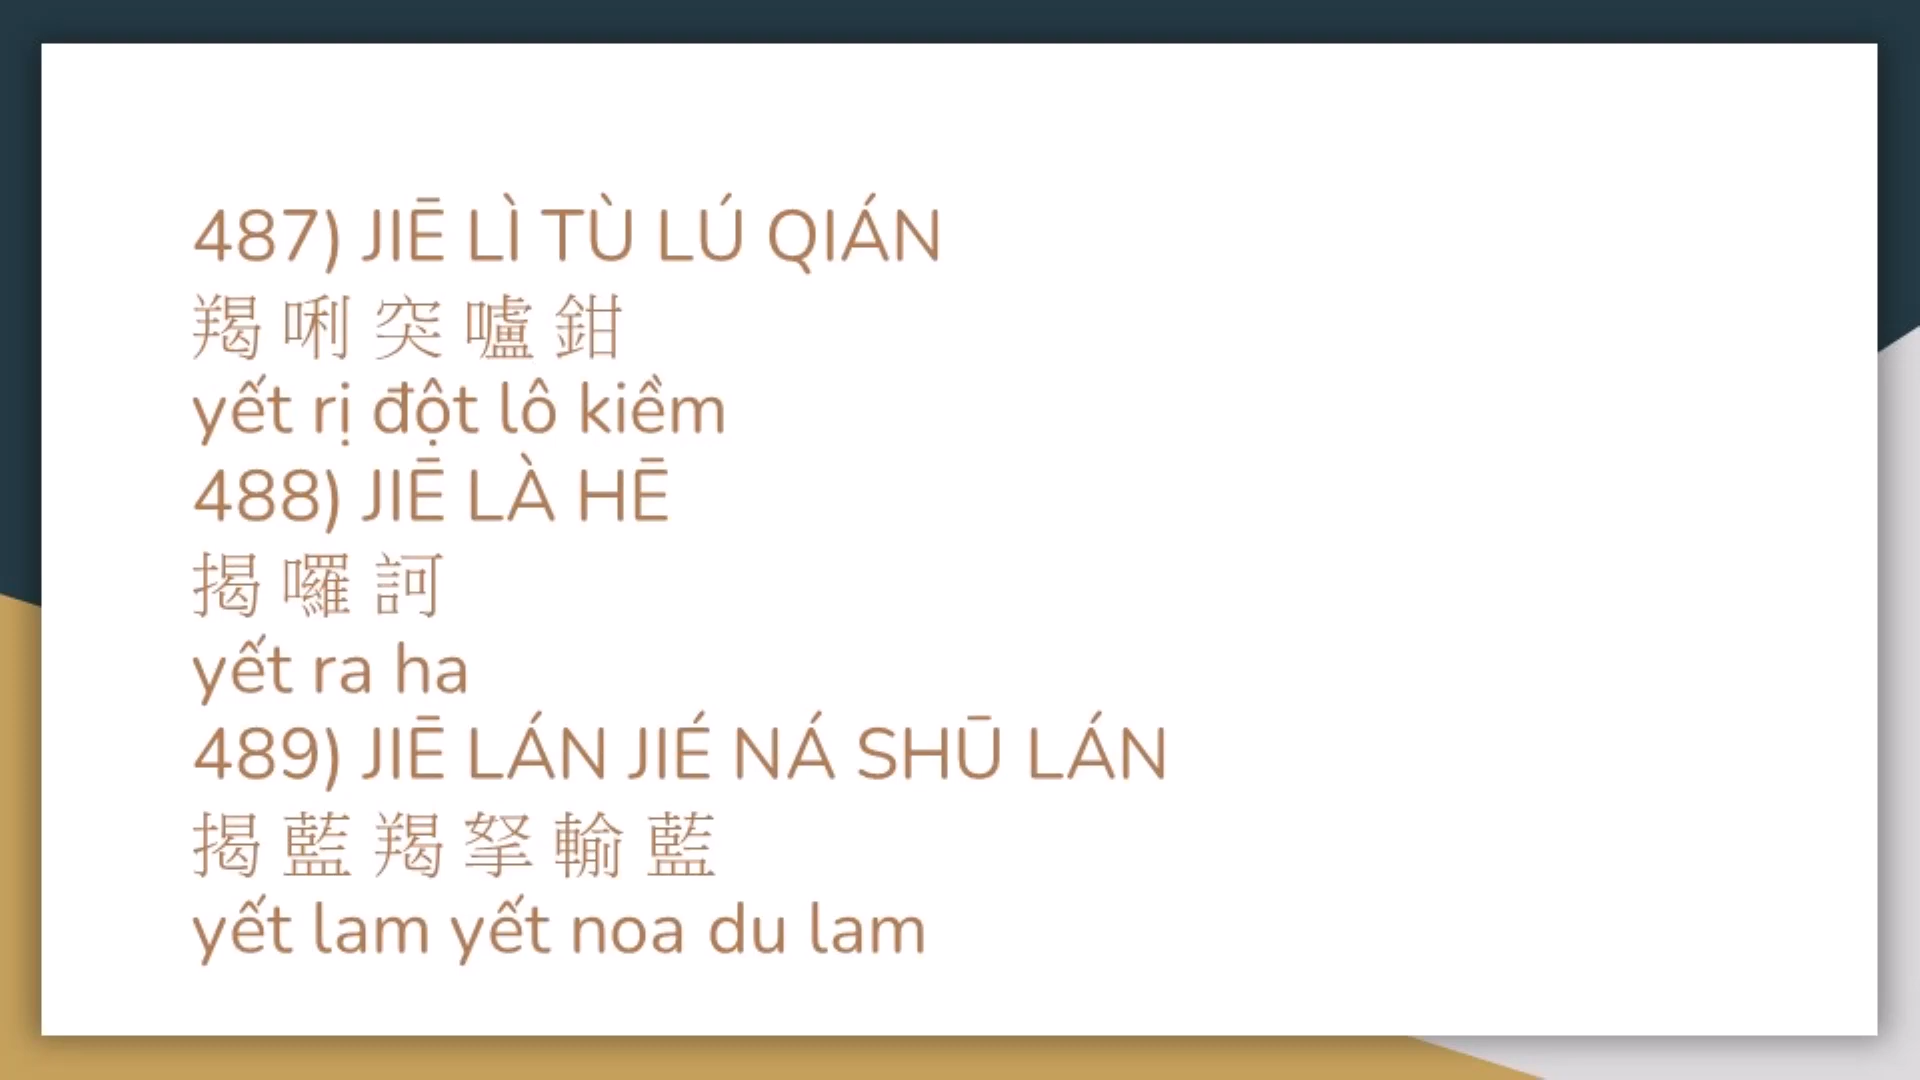 487) JIĒ LÌ TÙ LÚ QIÁN
羯 唎 突 嚧 鉗
yết rị đột lô kiềm
488) JIĒ LÀ HĒ
揭 囉 訶
yết ra ha
489) JIĒ LÁN JIÉ NÁ SHŪ LÁN
揭 藍 羯 拏 輸 藍
yết lam yết noa du lam